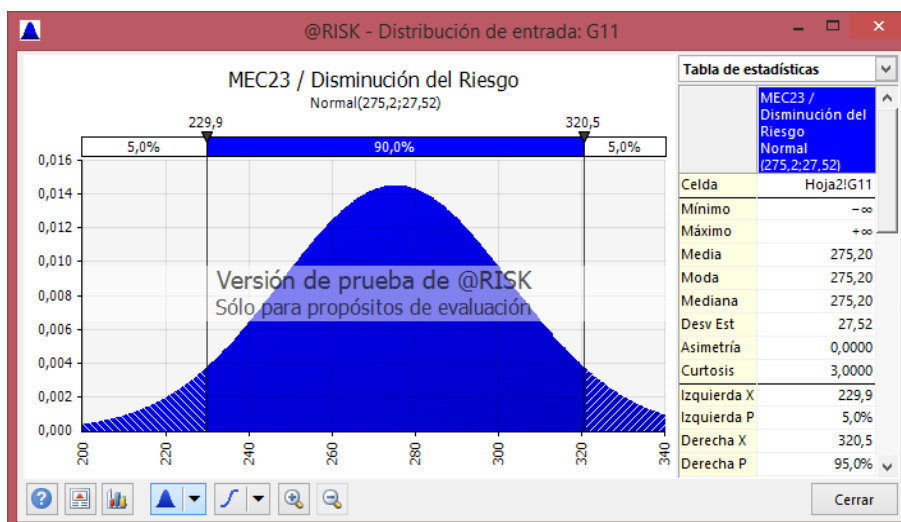 @RISK - Distribución de entrada: G11
MEC23 / Disminución del Riesgo
Normal(275,2;27,52)
229,9 320,5
5,0% 90,0% 5,0%
0,016
0,014
0,012
0,010
0,008
0,006
0,004
0,002
0,000
Versión de prueba de @RISK
Sólo para propósitos de evaluación
200 220 240 260 280 300 320 340
Tabla de estadísticas
MEC23 /
Disminución del
Riesgo
Normal
(275,2;27,52)
Celda Hoja2!G11
Mínimo −∞
Máximo +∞
Media 275,20
Moda 275,20
Mediana 275,20
Desv Est 27,52
Asimetría 0,0000
Curtosis 3,0000
Izquierda X 229,9
Izquierda P 5,0%
Derecha X 320,5
Derecha P 95,0%
Cerrar